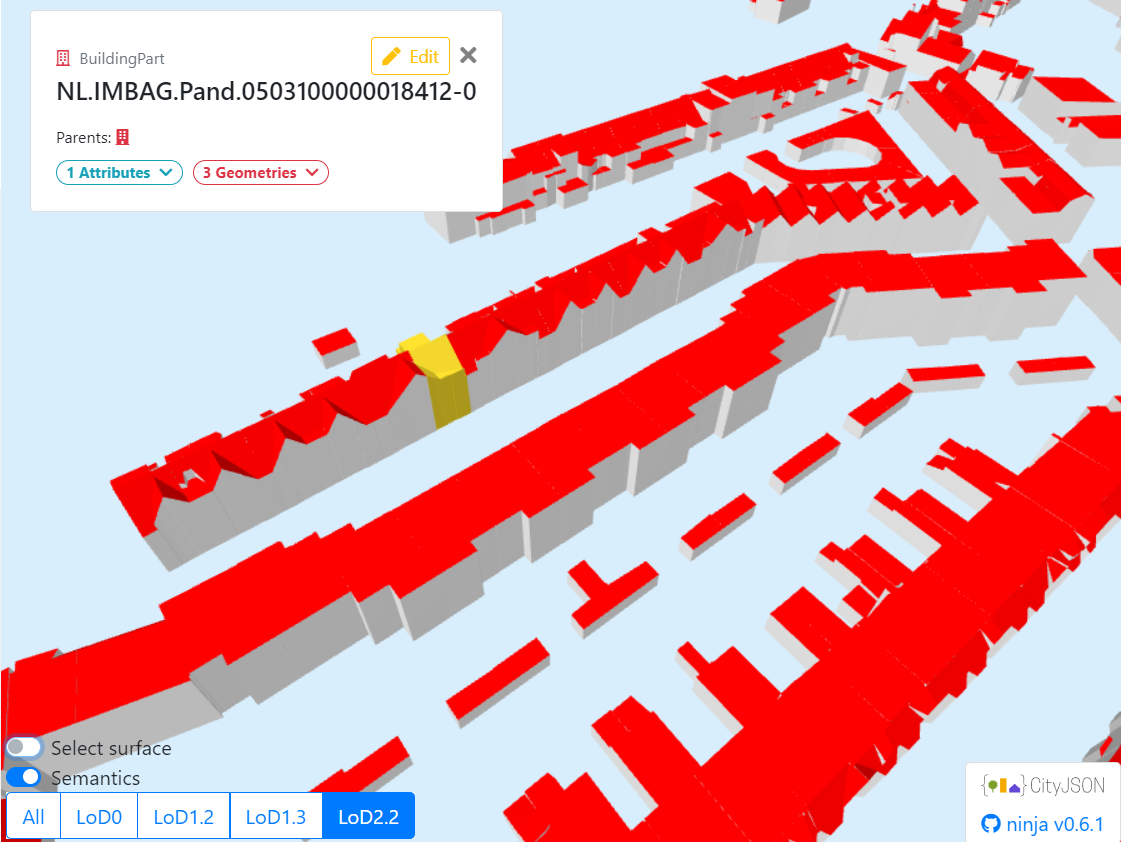 BuildingPart
Edit
NL.IMBAG.Pand.0503100000018412-0
Parents:
1 Attributes
3 Geometries
Select surface
Semantics
All LoD0 LoD1.2 LoD1.3 LoD2.2
{ } CityJSON
ninja v0.6.1